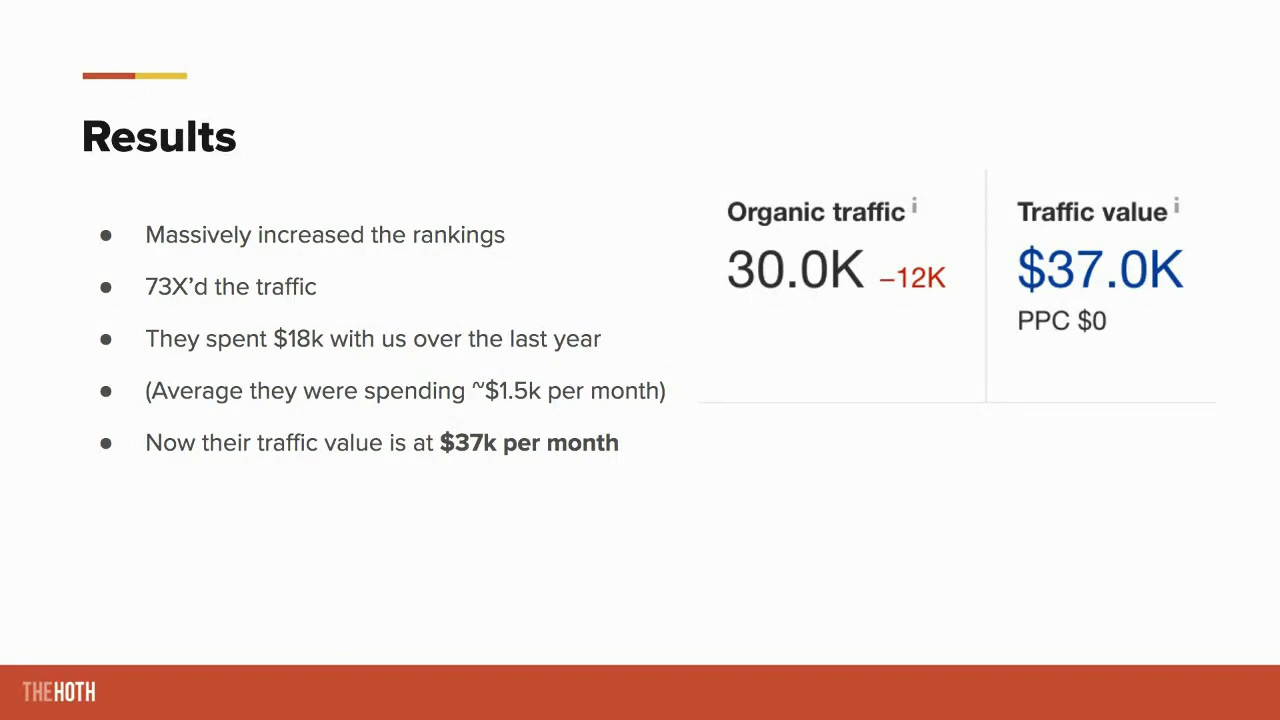 Results
● Massively increased the rankings
● 73X’d the traffic
● They spent $18k with us over the last year
● (Average they were spending ~$1.5k per month)
● Now their traffic value is at $37k per month
Organic traffic i
30.0K –12K
Traffic value i
$37.0K
PPC $0
THEHOTH